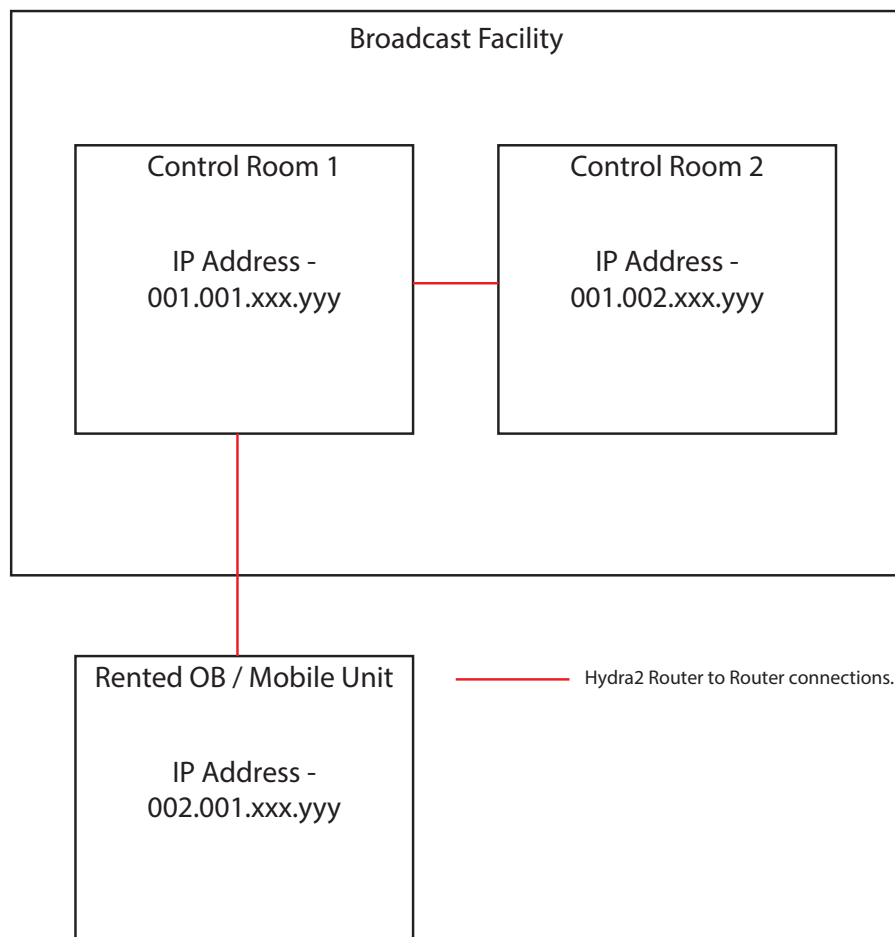 Broadcast Facility
Control Room 1
IP Address -
001.001.xxx.yyy
Control Room 2
IP Address -
001.002.xxx.yyy
Rented OB / Mobile Unit
IP Address -
002.001.xxx.yyy
Hydra2 Router to Router connections.